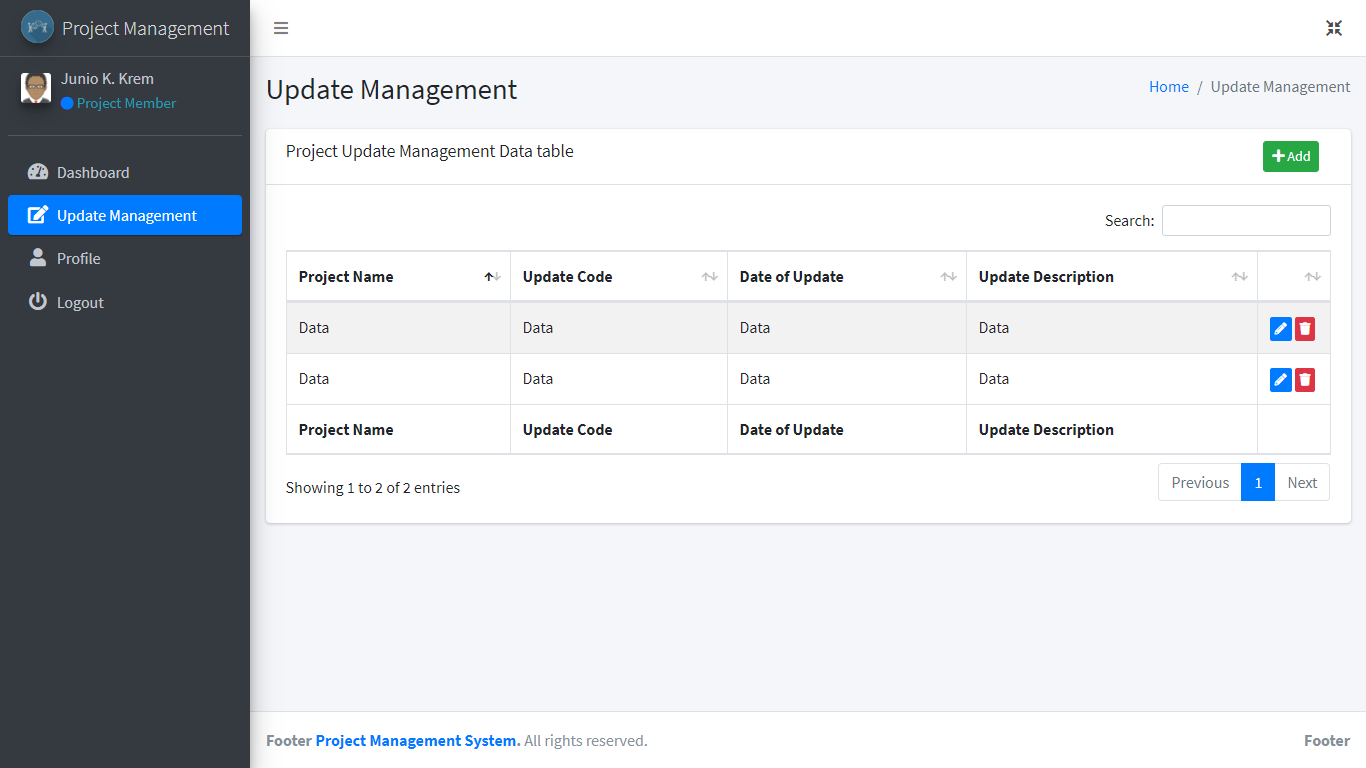 Project Management
Junio K. Krem
Project Member
Dashboard
Update Management
Profile
Logout
Update Management
Home / Update Management
Project Update Management Data table
Add
Search:
Project Name Update Code Date of Update Update Description
Data Data Data Data
Data Data Data Data
Project Name Update Code Date of Update Update Description
Showing 1 to 2 of 2 entries
Previous 1 Next
Footer Project Management System. All rights reserved.
Footer